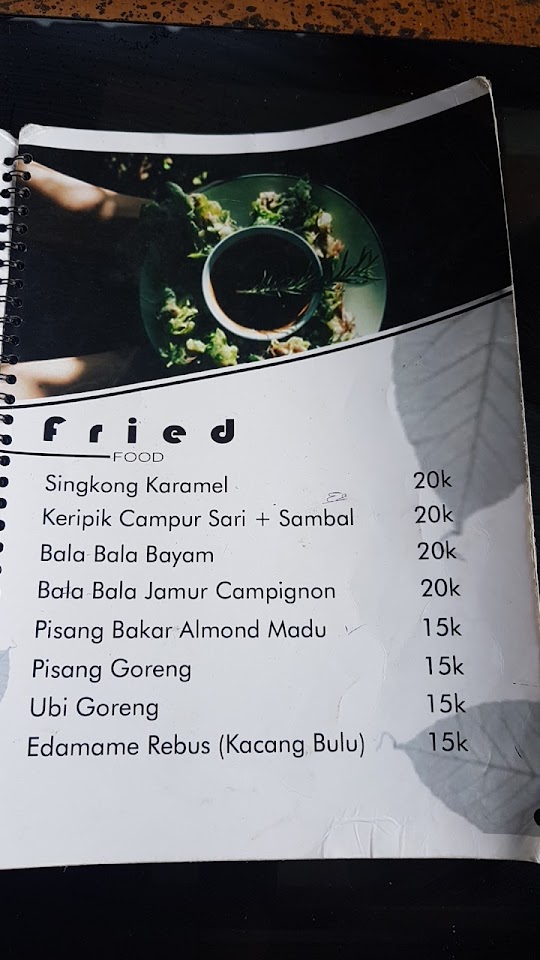 Fried
FOOD
Singkong Karamel 20k
Keripik Campur Sari + Sambal 20k
Bala Bala Bayam 20k
Bala Bala Jamur Campignon 20k
Pisang Bakar Almond Madu 15k
Pisang Goreng 15k
Ubi Goreng 15k
Edamame Rebus (Kacang Bulu) 15k